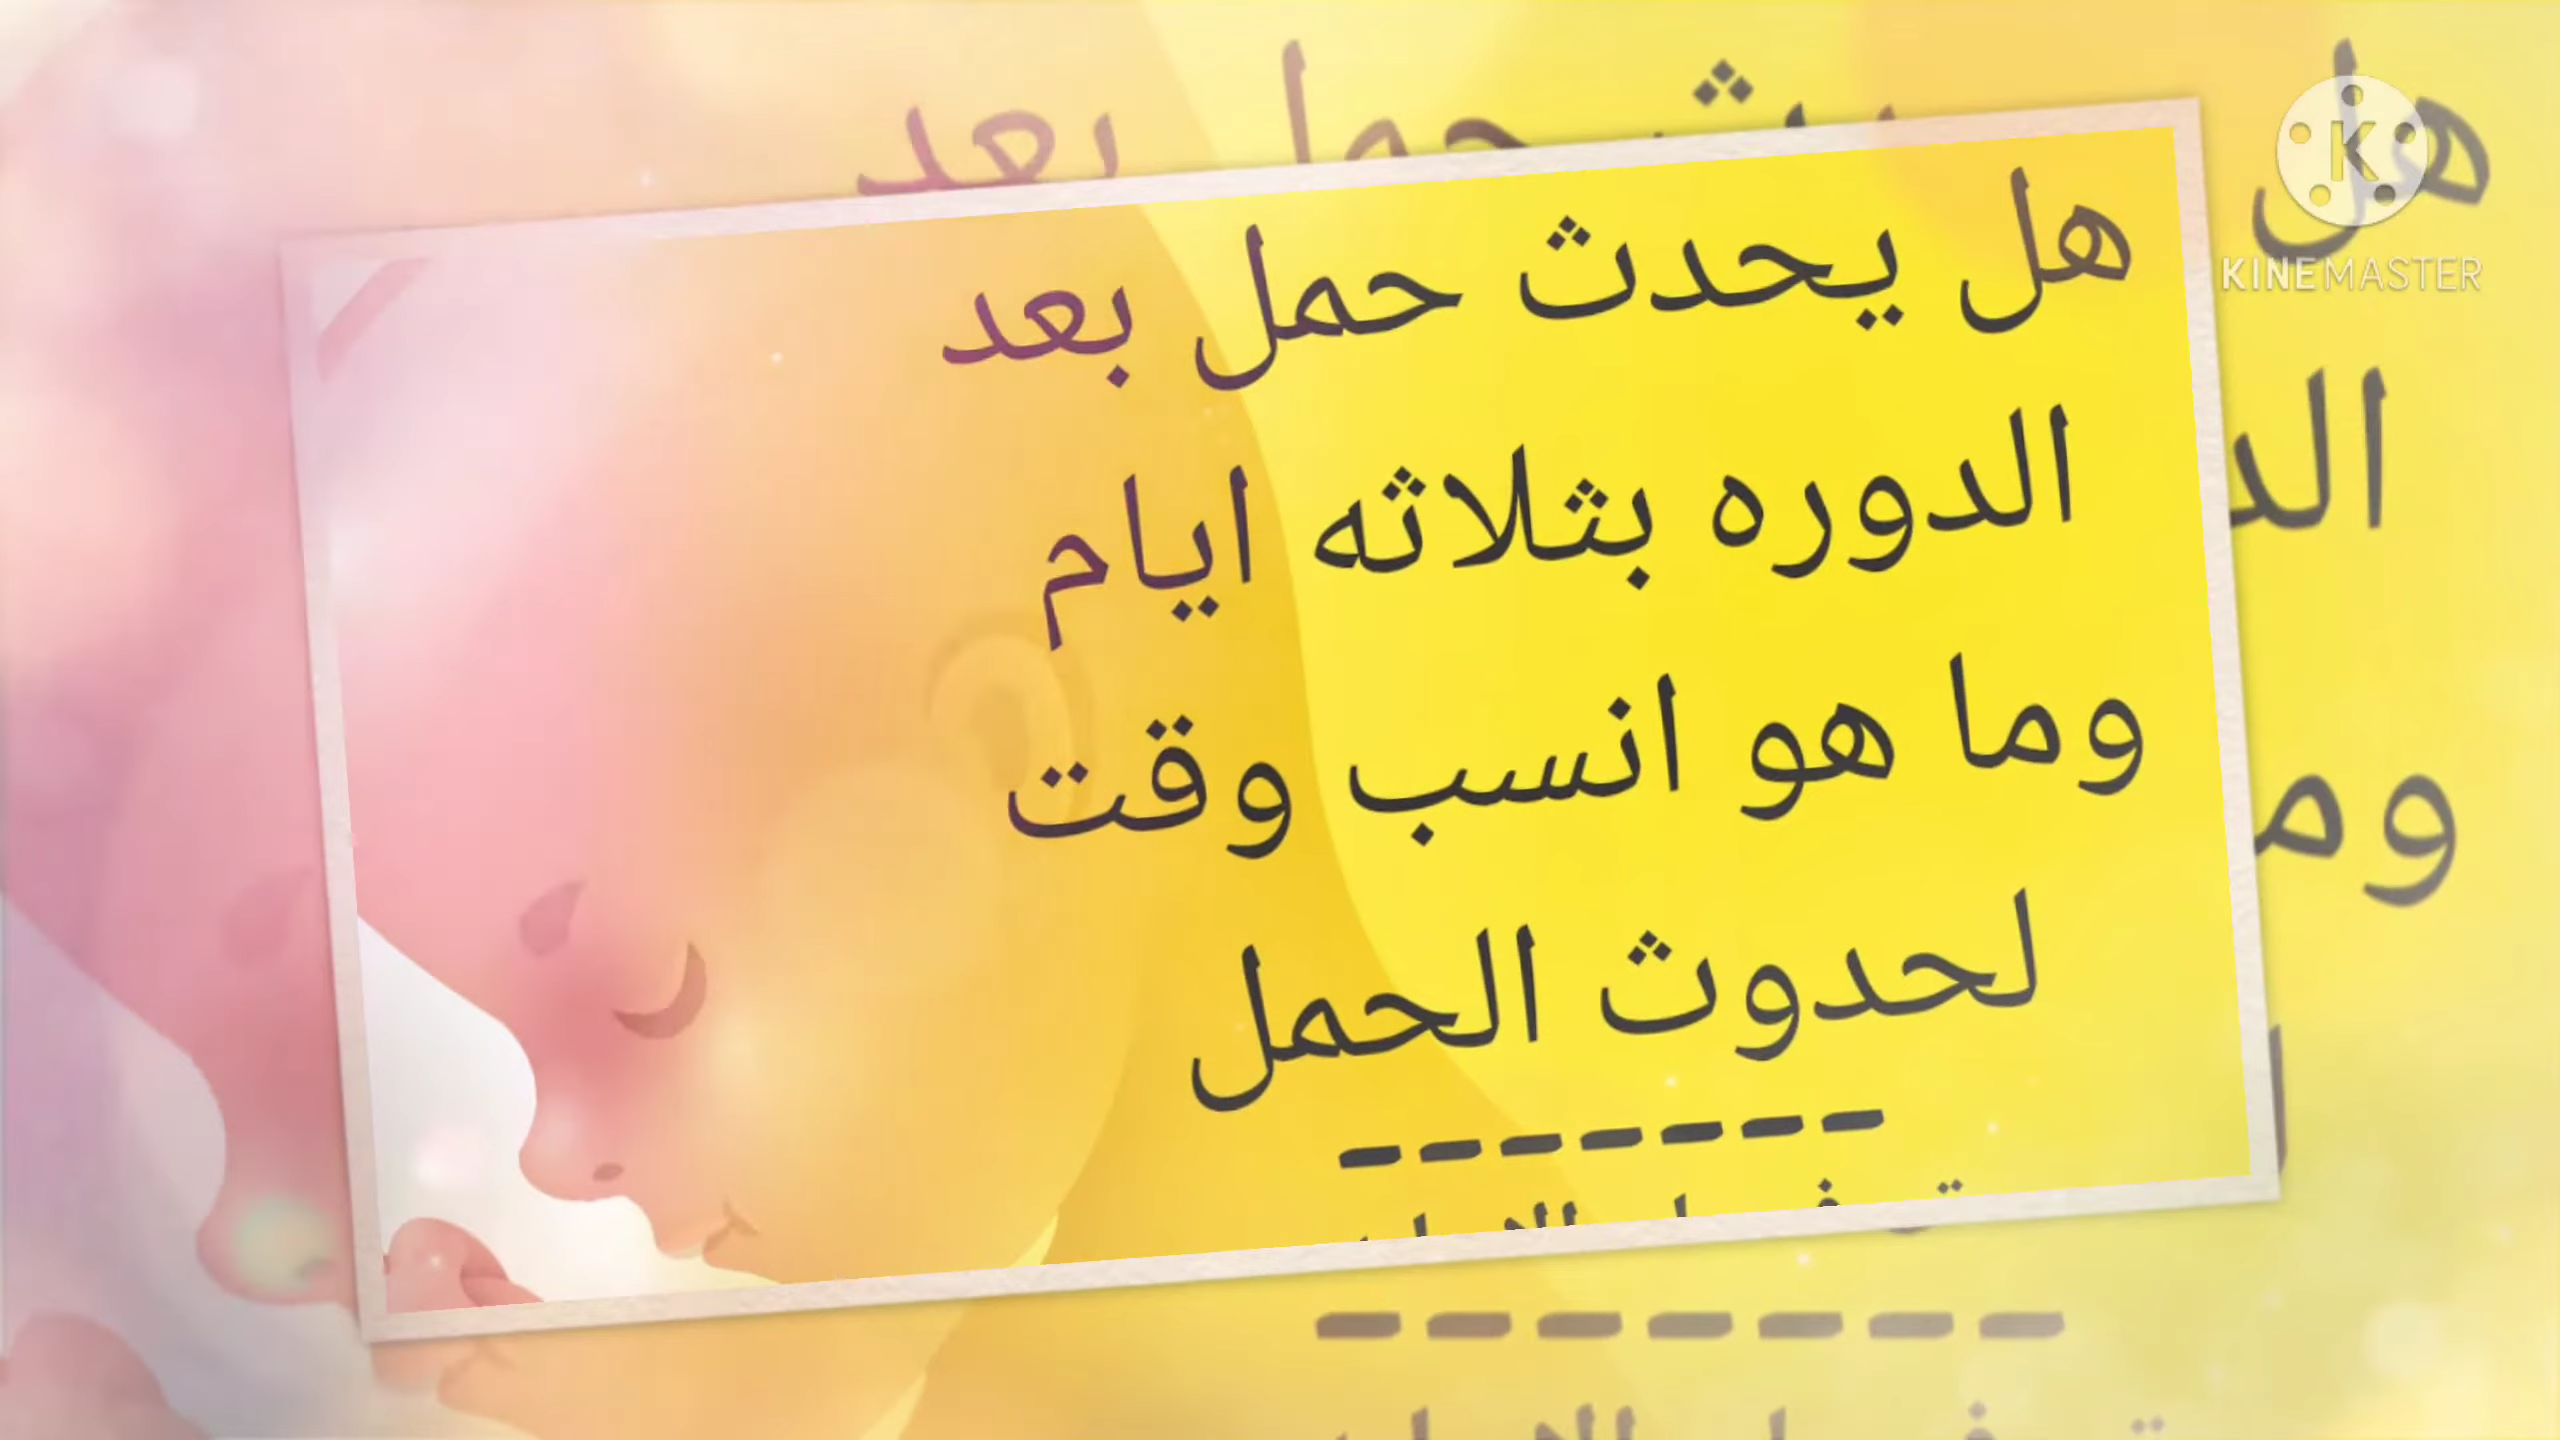 هل يحدث حمل بعد
الدوره بثلاثه ايام
وما هو انسب وقت
لحدوث الحمل
-------
KINEMASTER